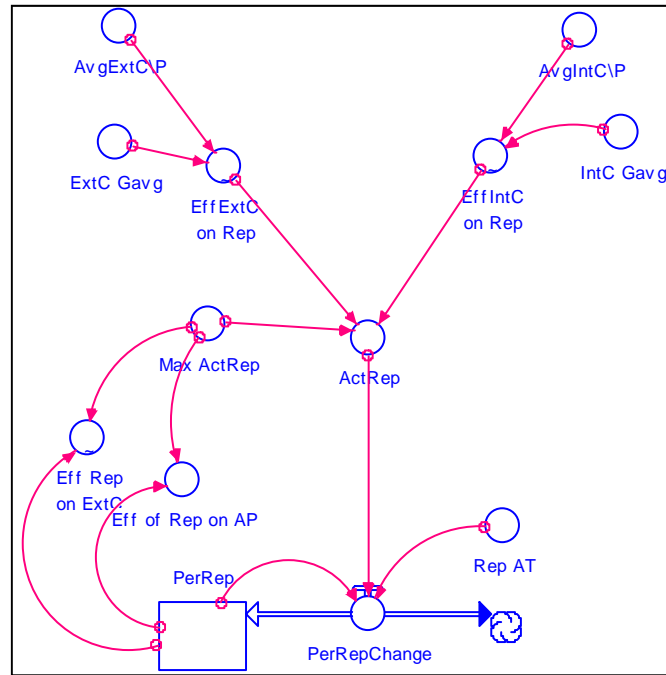 AvgExtC\P
AvgIntC\P
ExtC Gavg
IntC Gavg
~
EffExtC
on Rep
~
EffIntC
on Rep
Max ActRep
ActRep
~
Eff Rep
on ExtC
Eff of Rep on AP
Rep AT
PerRep
PerRepChange